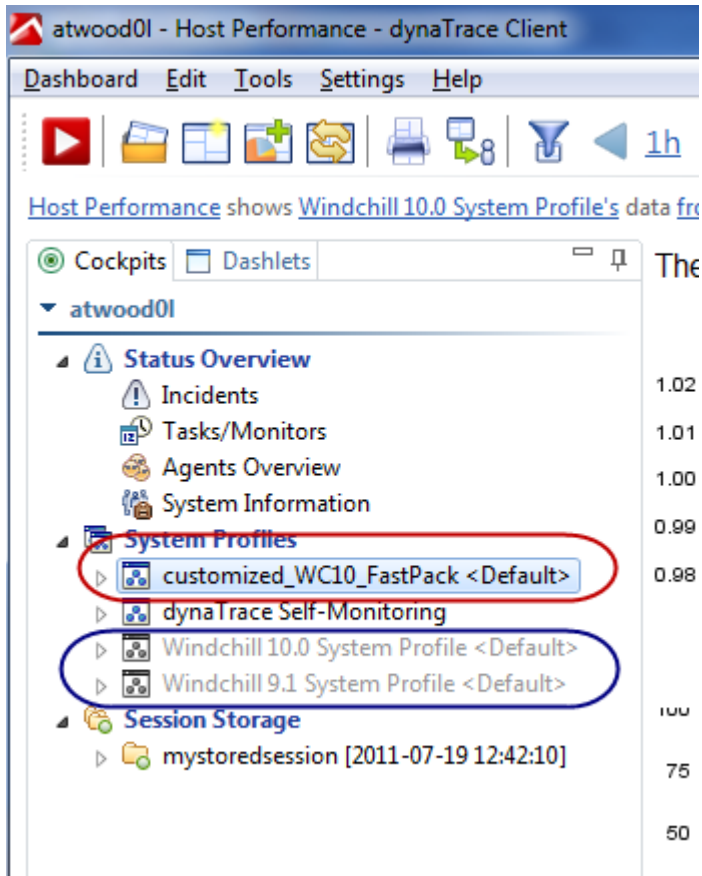 atwood0l - Host Performance - dynaTrace Client
Dashboard Edit Tools Settings Help
8 1h
Host Performance shows Windchill 10.0 System Profile's data fro
Cockpits Dashlets
The
atwood0l
Status Overview
Incidents
Tasks/Monitors
Agents Overview
System Information
System Profiles
customized_WC10_FastPack <Default>
dynaTrace Self-Monitoring
Windchill 10.0 System Profile <Default>
Windchill 9.1 System Profile <Default>
Session Storage
mystoredsession [2011-07-19 12:42:10]
1.02
1.01
1.00
0.99
0.98
100
75
50